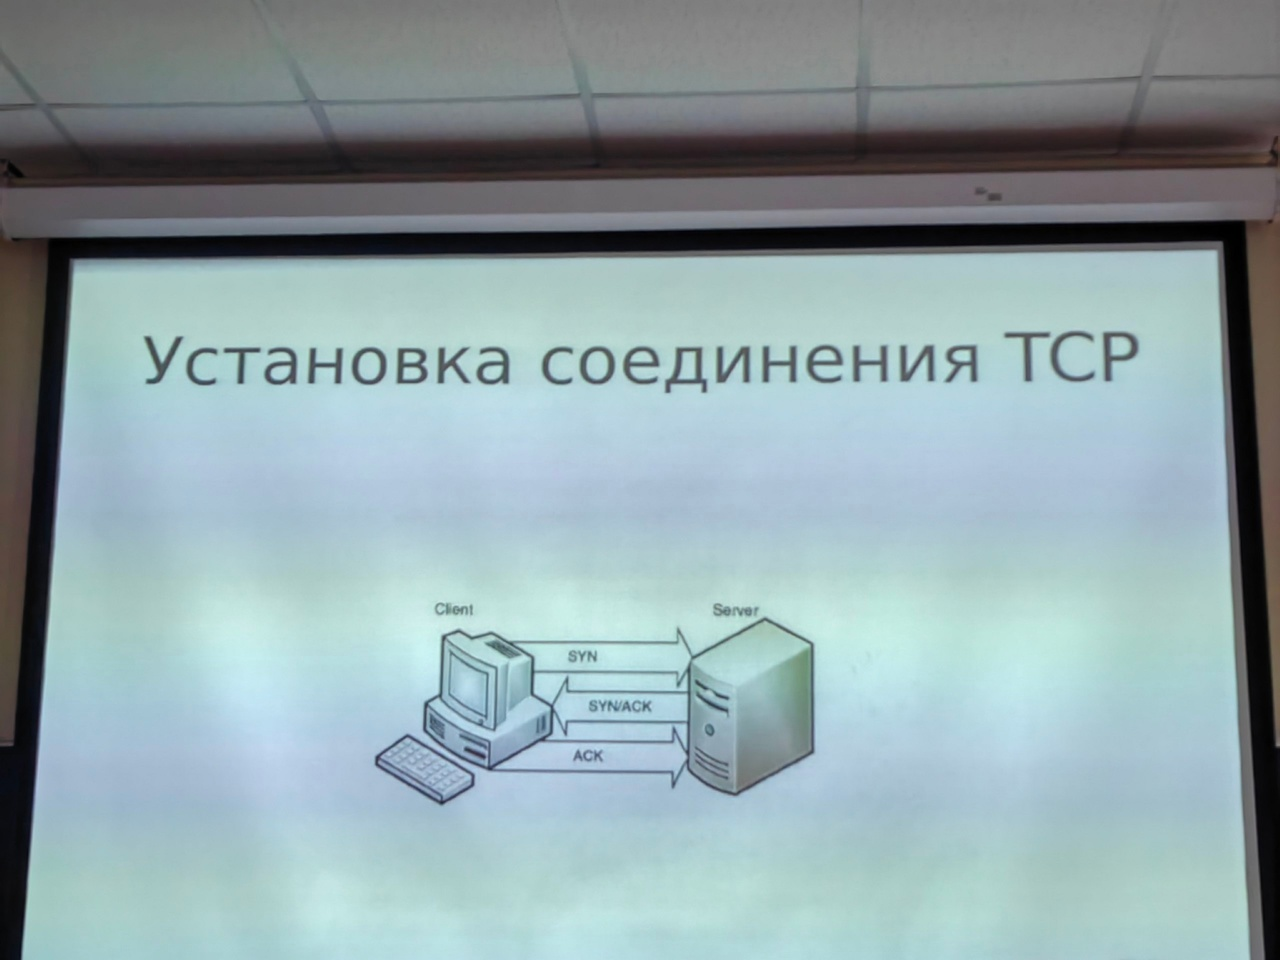 Установка соединения TCP
Client
Server
SYN
SYN/ACK
ACK